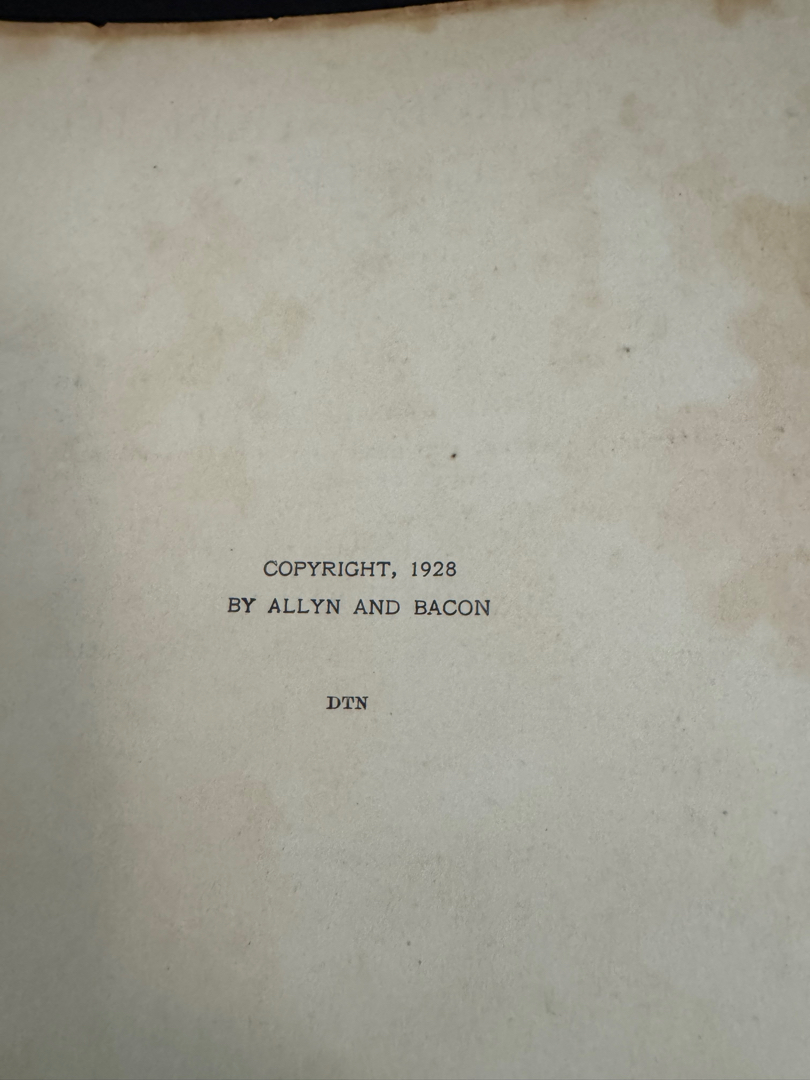 COPYRIGHT, 1928
BY ALLYN AND BACON
DTN